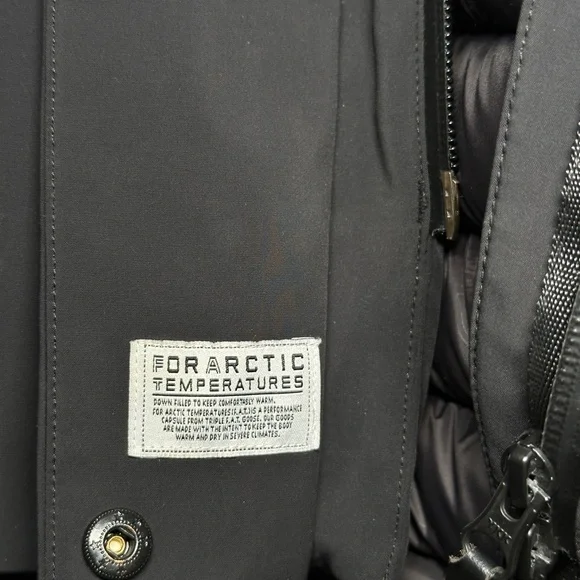 FOR ARCTIC
TEMPERATURES
DOWN FILLED TO KEEP COMFORTABLY WARM.
FOR ARCTIC TEMPERATURES (F.A.T.) IS A PERFORMANCE
CAPSULE FROM TRIPLE F.A.T. GOOSE. OUR GOODS
ARE MADE WITH THE INTENT TO KEEP THE BODY
WARM AND DRY IN SEVERE CLIMATES.